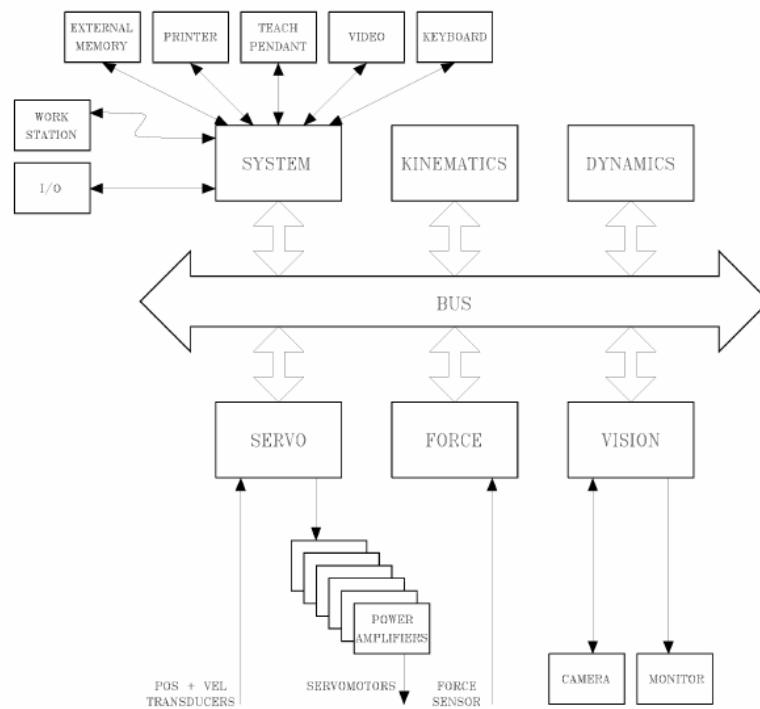 EXTERNAL
MEMORY
PRINTER
TEACH
PENDANT
VIDEO
KEYBOARD
WORK
STATION
I/O
SYSTEM
KINEMATICS
DYNAMICS
BUS
SERVO
FORCE
VISION
POWER
AMPLIFIERS
POS + VEL
TRANSDUCERS
SERVOMOTORS
FORCE
SENSOR
CAMERA
MONITOR